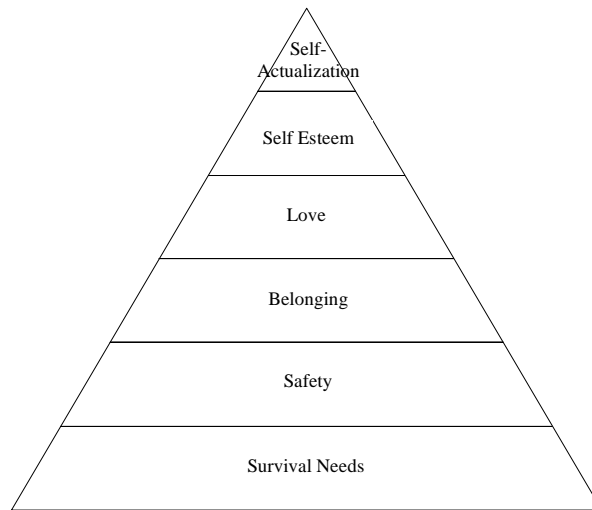 Self-
Actualization
Self Esteem
Love
Belonging
Safety
Survival Needs